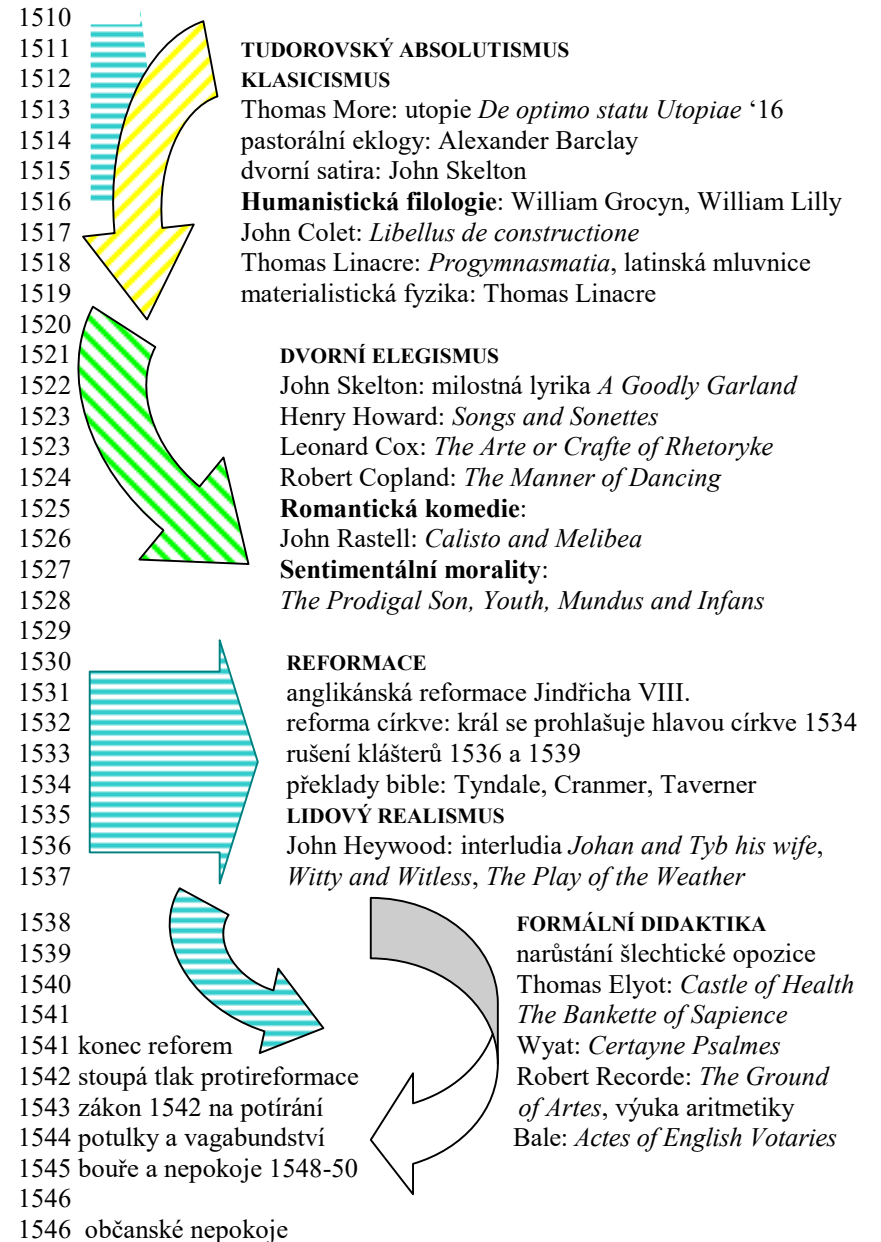 1510
1511 TUDOROVSKÝ ABSOLUTISMUS
1512 KLASICISMUS
1513 Thomas More: utopie De optimo statu Utopiae ‘16
1514 pastorální eklogy: Alexander Barclay
1515 dvorní satira: John Skelton
1516 Humanistická filologie: William Grocyn, William Lilly
1517 John Colet: Libellus de constructione
1518 Thomas Linacre: Progymnasmatia, latinská mluvnice
1519 materialistická fyzika: Thomas Linacre
1520
1521 DVORNÍ ELEGISMUS
1522 John Skelton: milostná lyrika A Goodly Garland
1523 Henry Howard: Songs and Sonettes
1523 Leonard Cox: The Arte or Crafte of Rhetoryke
1524 Robert Copland: The Manner of Dancing
1525 Romantická komedie:
1526 John Rastell: Calisto and Melibea
1527 Sentimentální morality:
1528 The Prodigal Son, Youth, Mundus and Infans
1529
1530 REFORMACE
1531 anglikánská reformace Jindřicha VIII.
1532 reforma církve: král se prohlašuje hlavou církve 1534
1533 rušení klášterů 1536 a 1539
1534 překlady bible: Tyndale, Cranmer, Taverner
1535 LIDOVÝ REALISMUS
1536 John Heywood: interludia Johan and Tyb his wife,
1537 Witty and Witless, The Play of the Weather
1538 FORMÁLNÍ DIDAKTIKA
1539 narůstání šlechtické opozice
1540 Thomas Elyot: Castle of Health
1541 The Bankette of Sapience
1541 konec reforem Wyat: Certayne Psalmes
1542 stoupá tlak protireformace Robert Recorde: The Ground
1543 zákon 1542 na potírání of Artes, výuka aritmetiky
1544 potulky a vagabundství Bale: Actes of English Votaries
1545 bouře a nepokoje 1548-50
1546
1546 občanské nepokoje